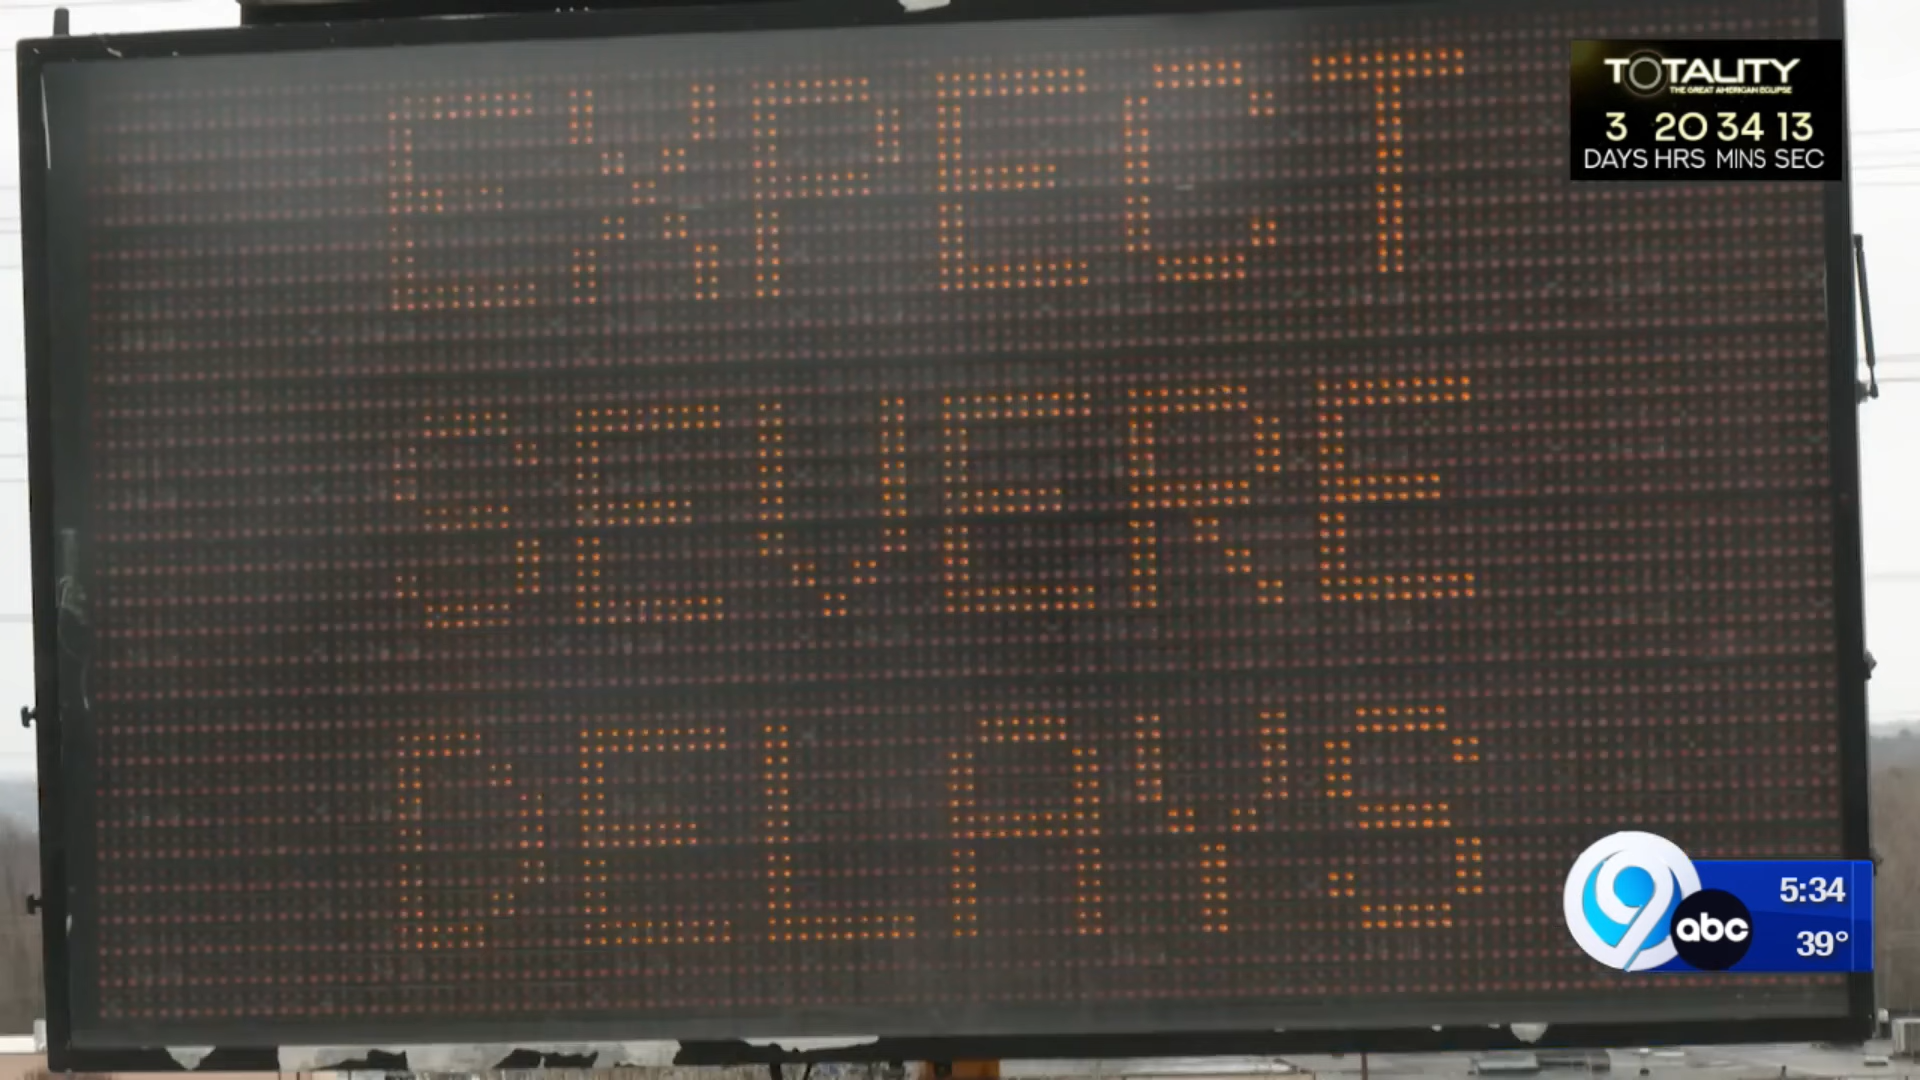 EXPECT
SEVERE
DELAYS
TOTALITY
THE GREAT AMERICAN ECLIPSE
3 20 34 13
DAYS HRS MINS SEC
9
abc
5:34
39°